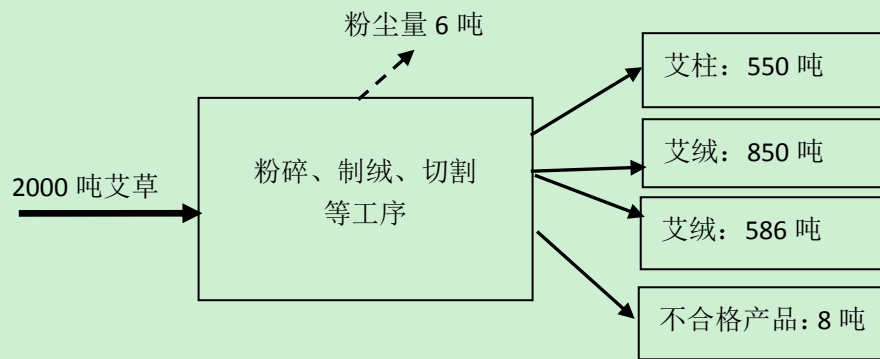 粉尘量 6 吨
艾柱：550 吨
艾绒：850 吨
2000 吨艾草
粉碎、制绒、切割
等工序
艾绒：586 吨
不合格产品：8 吨